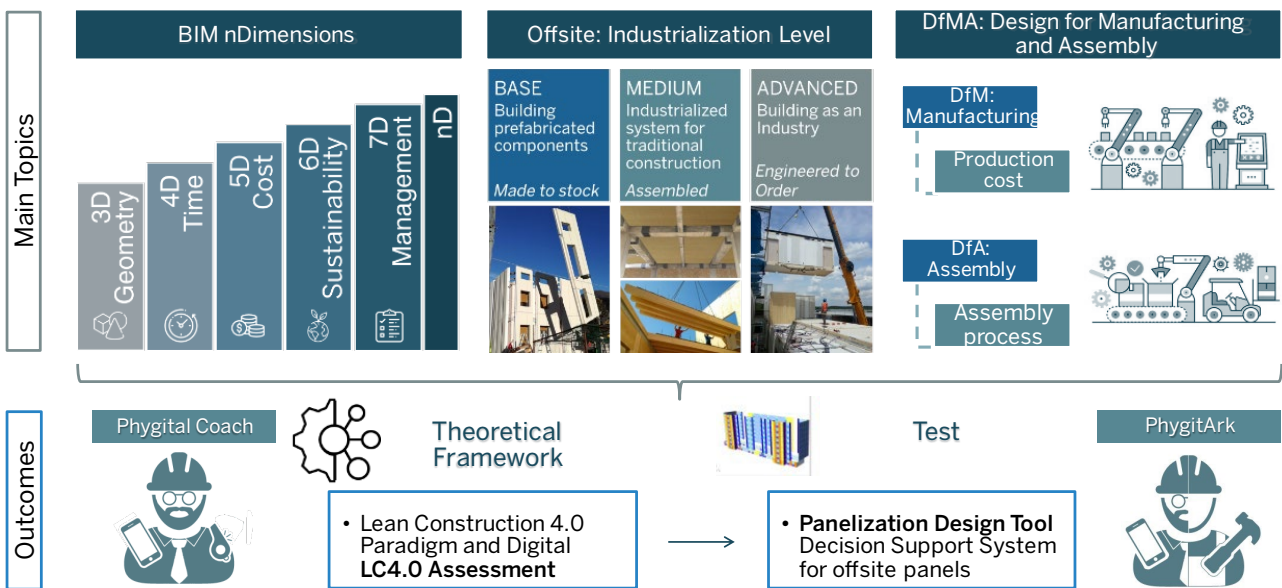 Main Topics
BIM nDimensions
3D
Geometry
4D
Time
5D
Cost
6D
Sustainability
7D
Management
nD
Offsite: Industrialization Level
BASE
Building
prefabricated
components
Made to stock
MEDIUM
Industrialized
system for
traditional
construction
Assembled
ADVANCED
Building as an
Industry
Engineered to
Order
DfMA: Design for Manufacturing
and Assembly
DfM:
Manufacturing
Production
cost
DfA:
Assembly
Assembly
process
Outcomes
Phygital Coach
Theoretical
Framework
• Lean Construction 4.0
Paradigm and Digital
LC4.0 Assessment
Test
• Panelization Design Tool
Decision Support System
for offsite panels
PhygitArk